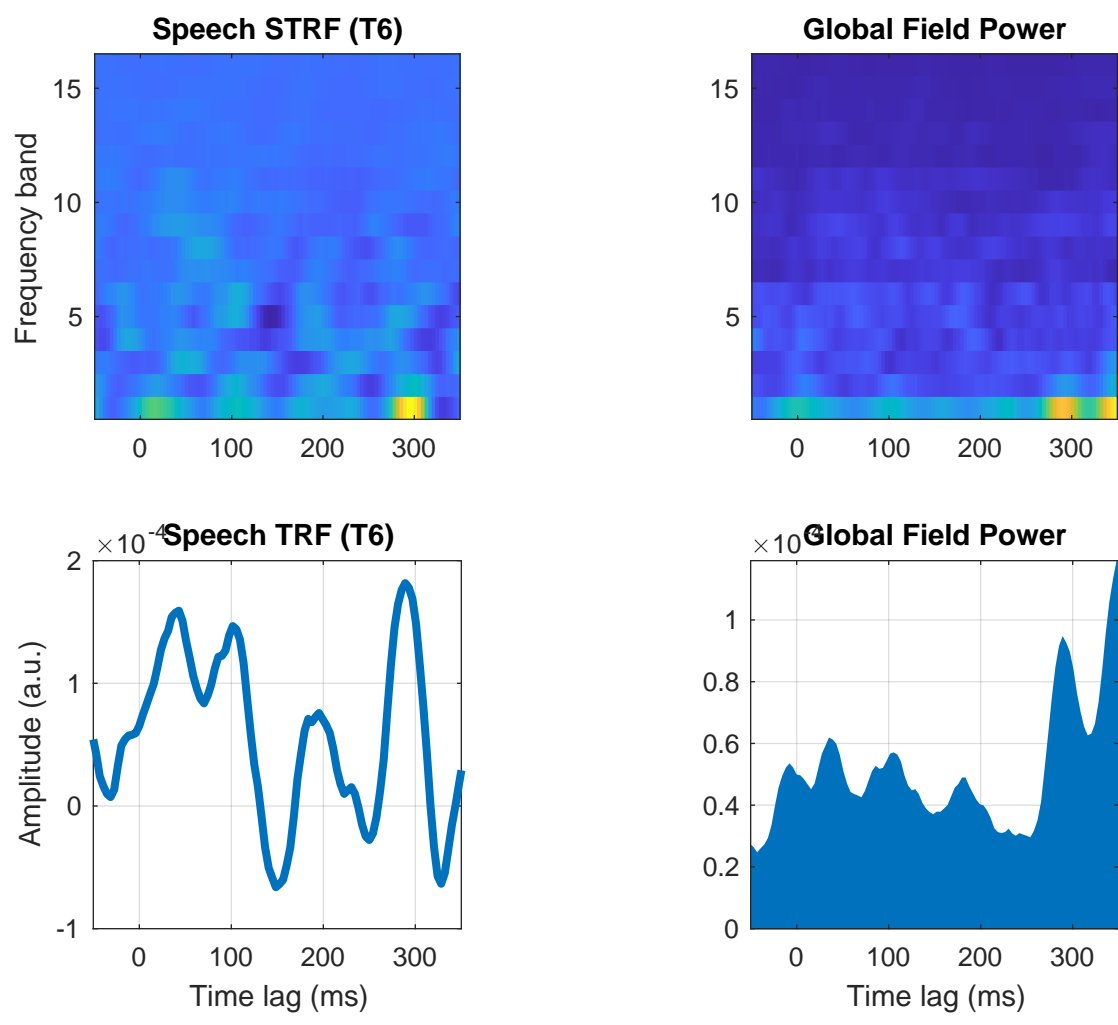 Speech STRF (T6)
Frequency band
15
10
5
0 100 200 300
Global Field Power
15
10
5
0 100 200 300
Speech TRF (T6)
×10^-4
Amplitude (a.u.)
2
1
0
-1
0 100 200 300
Time lag (ms)
Global Field Power
×10^-4
1
0.8
0.6
0.4
0.2
0
0 100 200 300
Time lag (ms)